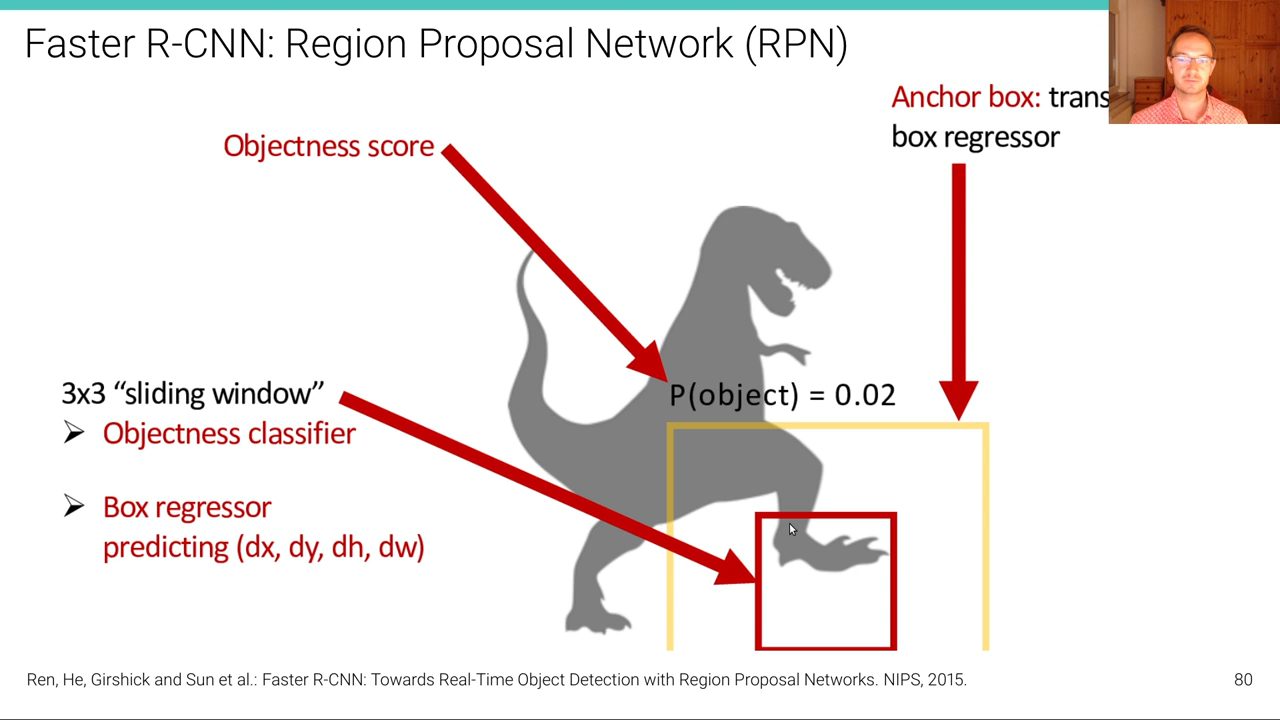 Faster R-CNN: Region Proposal Network (RPN)
Anchor box:
box regressor
Objectness score
P(object) = 0.02
3x3 “sliding window”
➢ Objectness classifier
➢ Box regressor
predicting (dx, dy, dh, dw)
Ren, He, Girshick and Sun et al.: Faster R-CNN: Towards Real-Time Object Detection with Region Proposal Networks. NIPS, 2015.
80